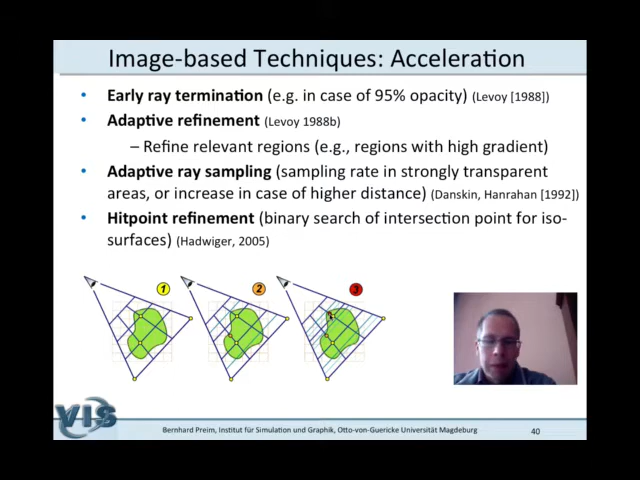 Image-based Techniques: Acceleration
• Early ray termination (e.g. in case of 95% opacity) (Levoy [1988])
• Adaptive refinement (Levoy 1988b)
– Refine relevant regions (e.g., regions with high gradient)
• Adaptive ray sampling (sampling rate in strongly transparent
areas, or increase in case of higher distance) (Danskin, Hanrahan [1992])
• Hitpoint refinement (binary search of intersection point for iso-
surfaces) (Hadwiger, 2005)
1 2 3
VIS
Bernhard Preim, Institut für Simulation und Graphik, Otto-von-Guericke Universität Magdeburg
40